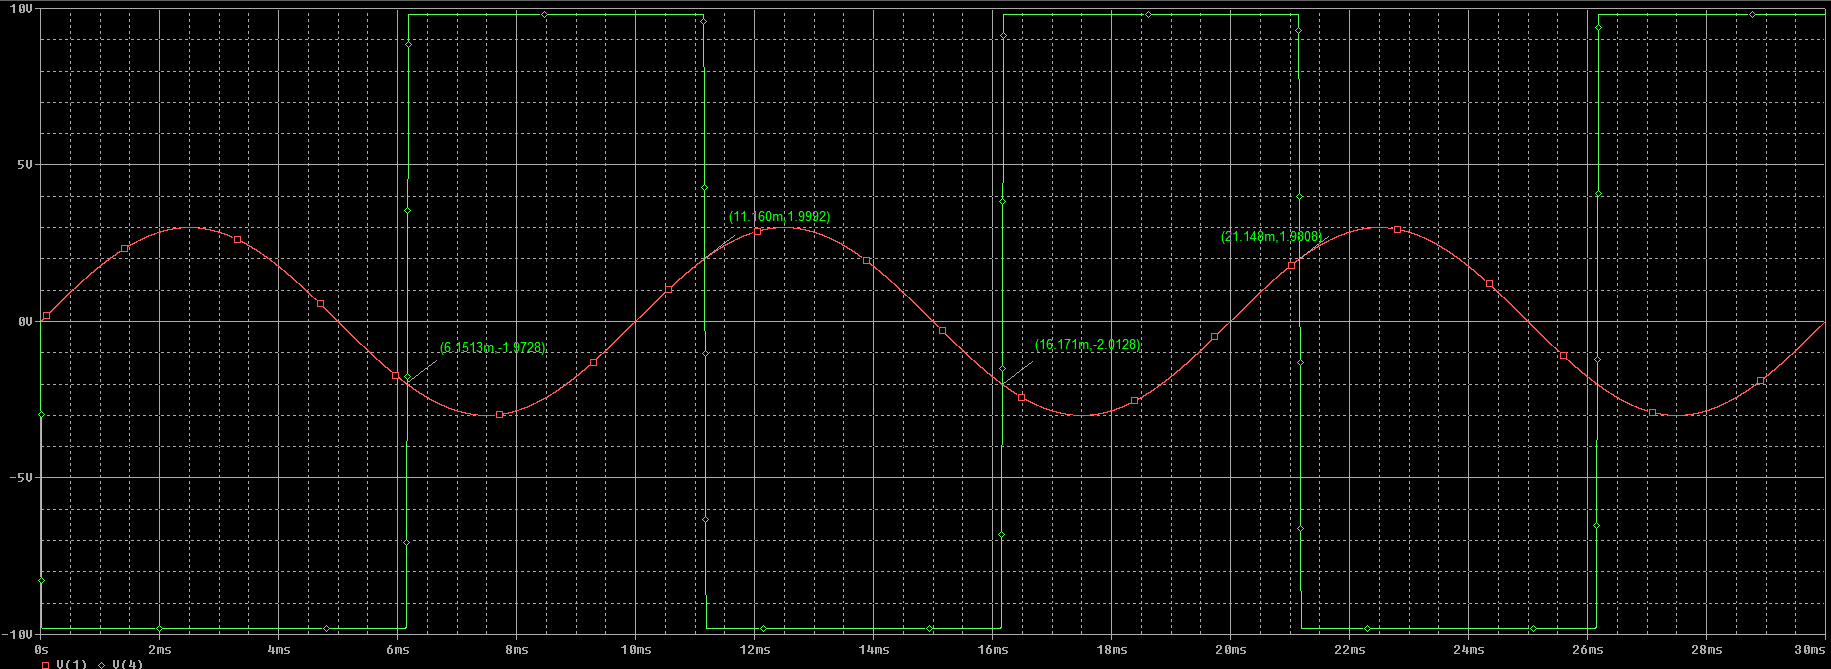 10V
5V
(11.160m,1.9992)
(21.148m,1.9808)
0V
(6.1513m,-1.9728)
(16.171m,-2.0128)
-5V
-10V
0s 2ms 4ms 6ms 8ms 10ms 12ms 14ms 16ms 18ms 20ms 22ms 24ms 26ms 28ms 30ms
V(1) V(4)